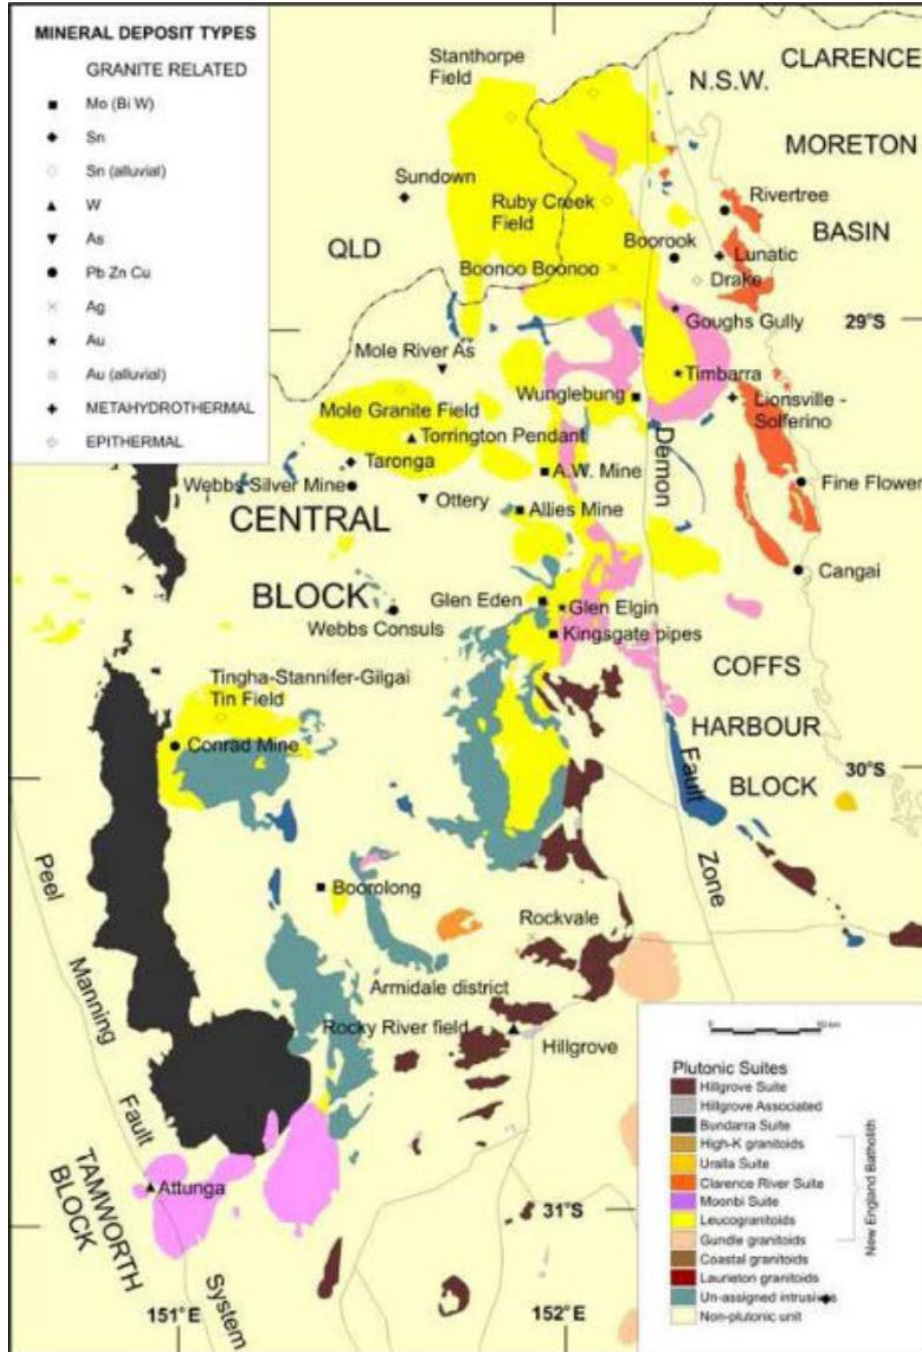 MINERAL DEPOSIT TYPES
GRANITE RELATED
Mo (Bi W)
Sn
Sn (alluvial)
W
As
Pb Zn Cu
Ag
Au
Au (alluvial)
METAHYDROTHERMAL
EPITHERMAL
Stanthorpe
Field
N.S.W.
CLARENCE
MORETON
BASIN
Sundown
Ruby Creek
Field
Rivertree
QLD
Boorook
Lunatic
Boonoo Boonoo
Drake
Goughs Gully
29°S
Mole River As
Timbarra
Wunglebung
Lionsville -
Solferino
Mole Granite Field
Torrington Pendant
Demon
Taronga
A.W. Mine
Webbs Silver Mine
Ottery
Fine Flower
Allies Mine
CENTRAL
BLOCK
Cangai
Glen Eden
Glen Elgin
Webbs Consuls
Kingsgate pipes
COFFS
HARBOUR
BLOCK
Tingha-Stannifer-Gilgai
Tin Field
Conrad Mine
Fault
30°S
Zone
Peel
Boorolong
Rockvale
Manning
Armidale district
Rocky River field
Hillgrove
Fault
TAMWORTH
BLOCK
Attunga
System
31°S
151°E
152°E
Plutonic Suites
Hillgrove Suite
Hillgrove Associated
Bundarra Suite
High-K granitoids
Uralla Suite
Clarence River Suite
Moonbi Suite
Leucogranitoids
Gundle granitoids
Coastal granitoids
Laurieton granitoids
Non-plutonic unit
New England Batholith